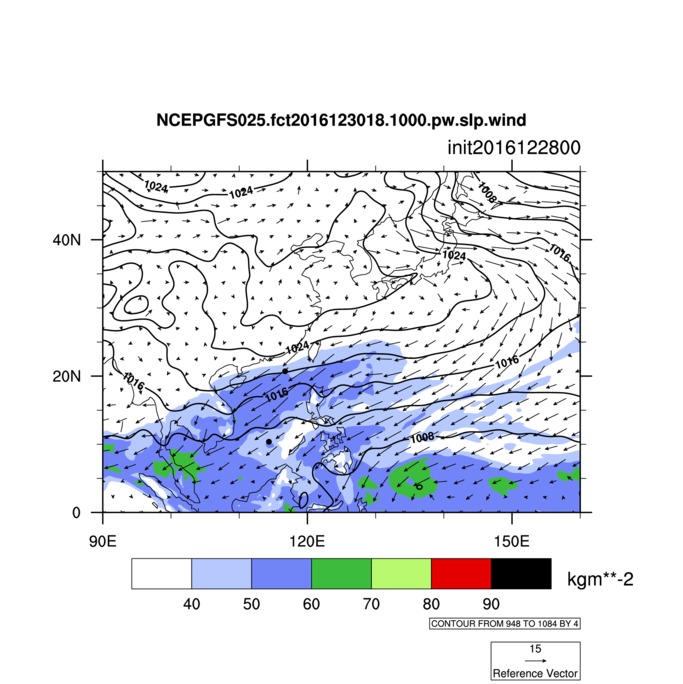 NCEPGFS025.fct2016123018.1000.pw.slp.wind
init2016122800
1024
1024
1008
40N
1016
1024
1024
1016
20N
1016
1016
1008
0
90E 120E 150E
40 50 60 70 80 90
kgm**-2
CONTOUR FROM 948 TO 1084 BY 4
15
Reference Vector